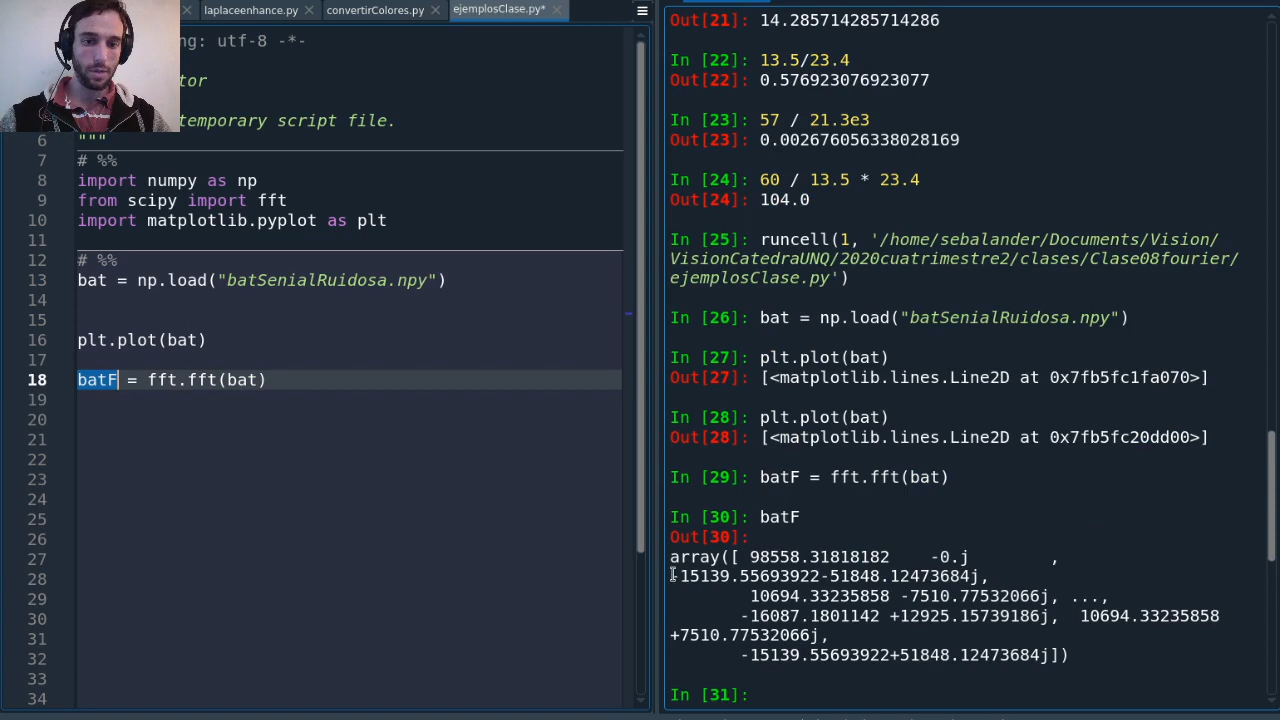 laplaceenhance.py
convertirColores.py
ejemplosClase.py*
ng: utf-8 -*-
tor
temporary script file.
6 """
7 # %%
8 import numpy as np
9 from scipy import fft
10 import matplotlib.pyplot as plt
11
12 # %%
13 bat = np.load("batSenialRuidosa.npy")
14
15
16 plt.plot(bat)
17
18 batF = fft.fft(bat)
19
20
21
22
23
24
25
26
27
28
29
30
31
32
33
34
Out[21]: 14.285714285714286
In [22]: 13.5/23.4
Out[22]: 0.576923076923077
In [23]: 57 / 21.3e3
Out[23]: 0.002676056338028169
In [24]: 60 / 13.5 * 23.4
Out[24]: 104.0
In [25]: runcell(1, '/home/sebalander/Documents/Vision/
VisionCatedraUNQ/2020cuatrimestre2/clases/Clase08fourier/
ejemplosClase.py')
In [26]: bat = np.load("batSenialRuidosa.npy")
In [27]: plt.plot(bat)
Out[27]: [<matplotlib.lines.Line2D at 0x7fb5fc1fa070>]
In [28]: plt.plot(bat)
Out[28]: [<matplotlib.lines.Line2D at 0x7fb5fc20dd00>]
In [29]: batF = fft.fft(bat)
In [30]: batF
Out[30]:
array([ 98558.31818182 -0.j ,
-15139.55693922-51848.12473684j,
10694.33235858 -7510.77532066j, ...,
-16087.1801142 +12925.15739186j, 10694.33235858
+7510.77532066j,
-15139.55693922+51848.12473684j])
In [31]: